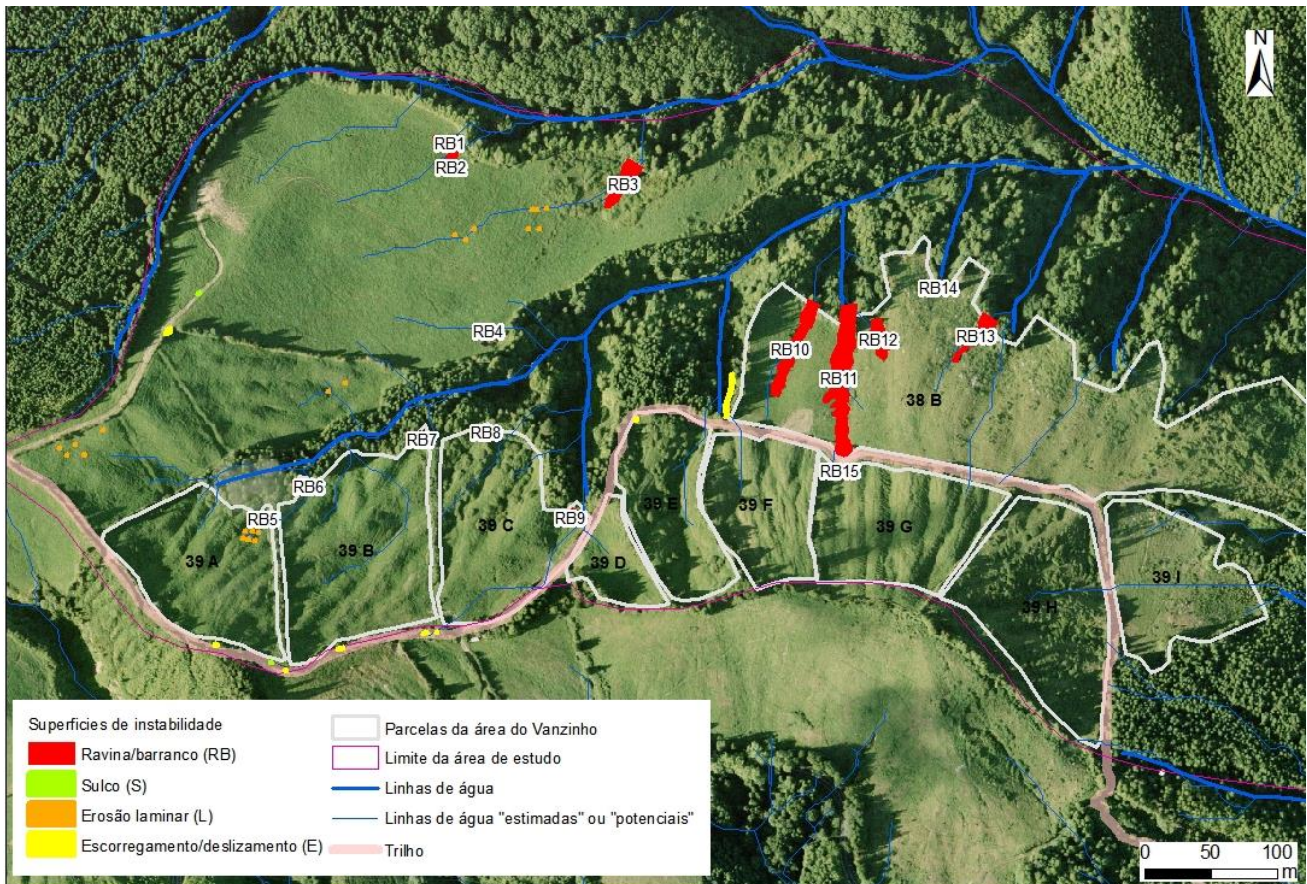 N
RB1
RB2
RB3
RB14
RB4
RB12
RB13
RB10
RB11
38 B
RB7
RB8
RB15
RB6
RB5
RB9
39 E
39 F
39 C
39 G
39 A
39 B
39 D
39 I
39 H
Superficies de instabilidade
Ravina/barranco (RB)
Sulco (S)
Erosão laminar (L)
Escorregamento/deslizamento (E)
Parcelas da área do Vanzinho
Limite da área de estudo
Linhas de água
Linhas de água "estimadas" ou "potenciais"
Trilho
0 50 100
m